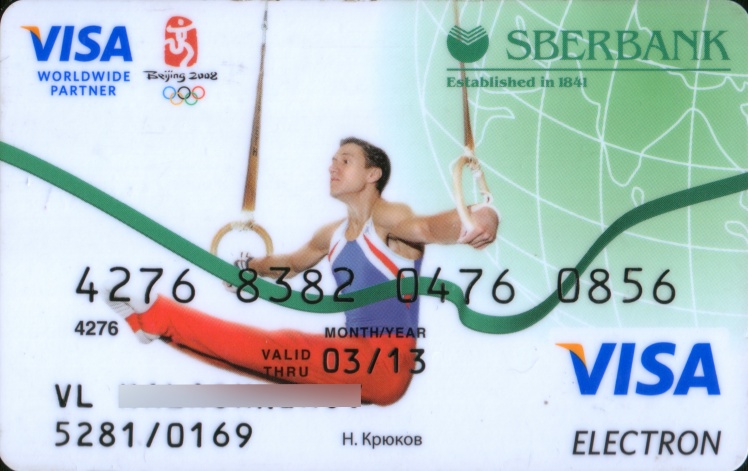 VISA
WORLDWIDE
PARTNER
Beijing 2008
SBERBANK
Established in 1841
4276 8382 0476 0856
4276
MONTH/YEAR
VALID
THRU 03/13
VL
5281/0169
Н. Крюков
VISA
ELECTRON